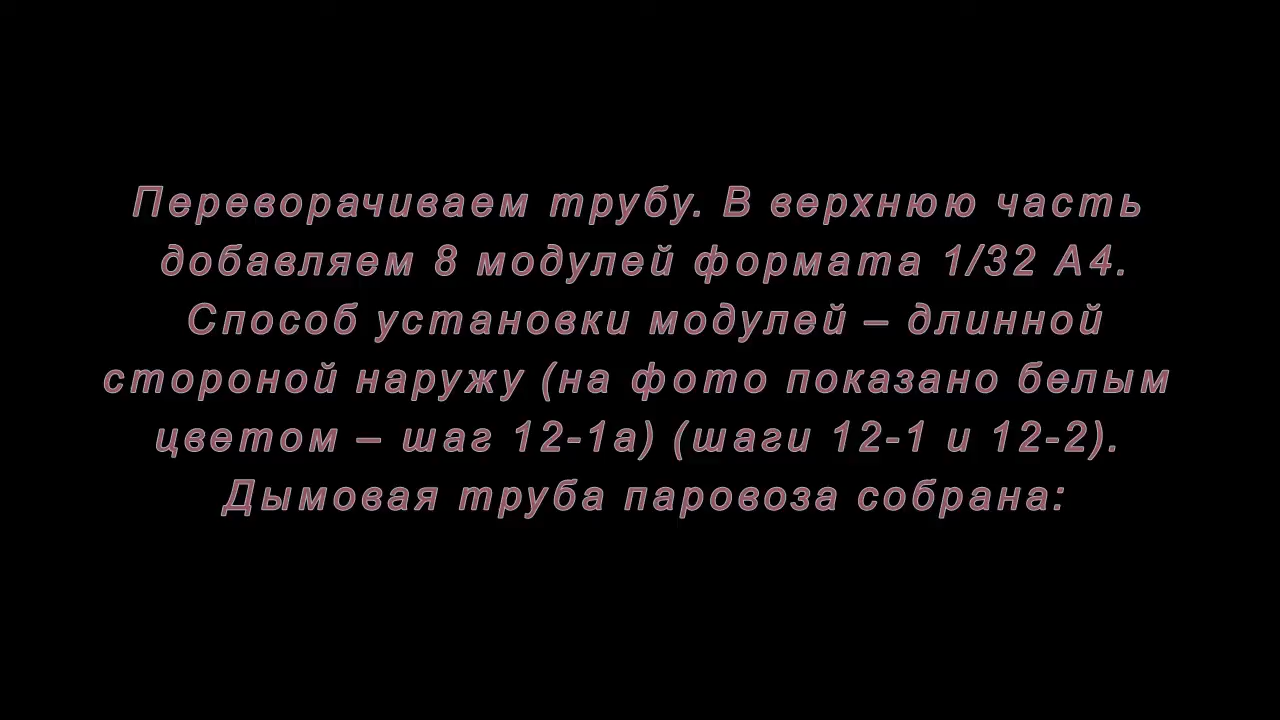 Переворачиваем трубу. В верхнюю часть
добавляем 8 модулей формата 1/32 А4.
Способ установки модулей – длинной
стороной наружу (на фото показано белым
цветом – шаг 12-1а) (шаги 12-1 и 12-2).
Дымовая труба паровоза собрана: